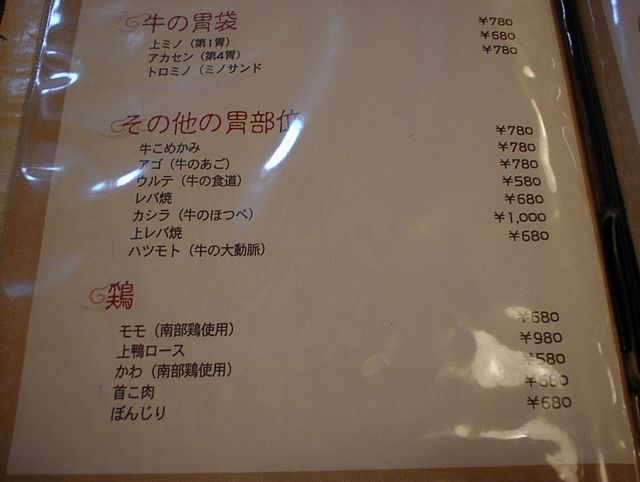 牛の胃袋
上ミノ（第1胃） ¥780
アカセン（第4胃） ¥680
トロミノ（ミノサンド ¥780
その他の胃部位
牛こめかみ ¥780
アゴ（牛のあご） ¥780
ウルテ（牛の食道） ¥780
レバ焼 ¥580
カシラ（牛のほつぺ） ¥680
上レバ焼 ¥1,000
ハツモト（牛の大動脈） ¥680
鶏
モモ（南部鶏使用） ¥680
上鴨ロース ¥980
かわ（南部鶏使用） ¥580
首こ肉 ¥680
ぼんじり ¥680